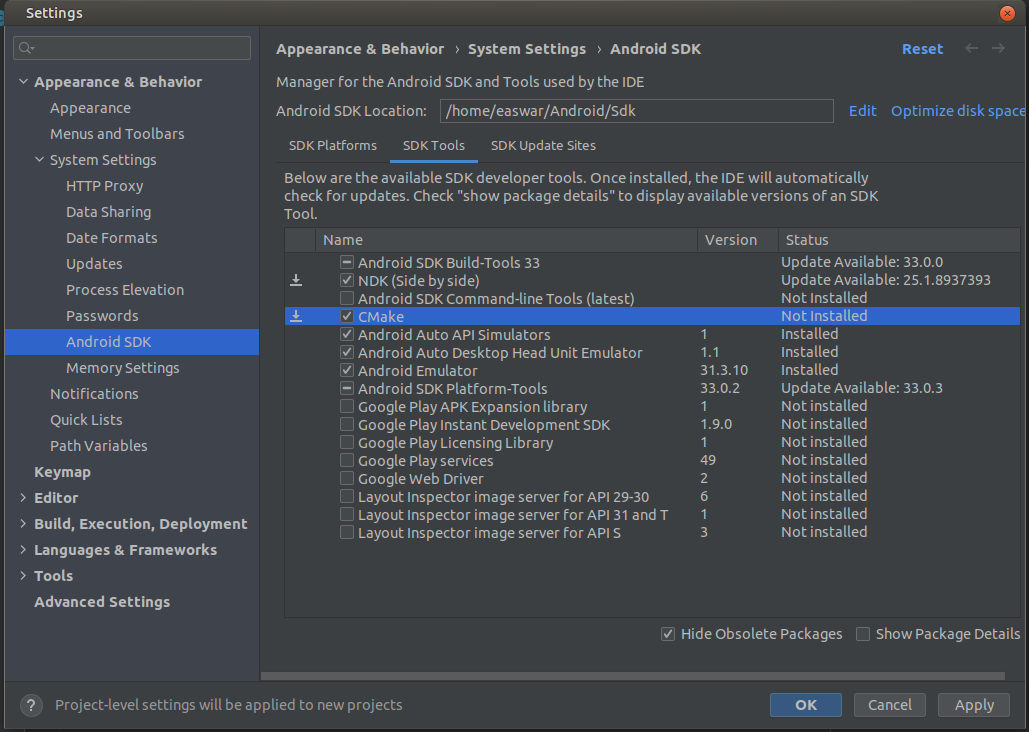 Settings
Appearance & Behavior
Appearance
Menus and Toolbars
System Settings
HTTP Proxy
Data Sharing
Date Formats
Updates
Process Elevation
Passwords
Android SDK
Memory Settings
Notifications
Quick Lists
Path Variables
Keymap
Editor
Build, Execution, Deployment
Languages & Frameworks
Tools
Advanced Settings
Appearance & Behavior › System Settings › Android SDK Reset
Manager for the Android SDK and Tools used by the IDE
Android SDK Location: /home/easwar/Android/Sdk Edit Optimize disk space
SDK Platforms SDK Tools SDK Update Sites
Below are the available SDK developer tools. Once installed, the IDE will automatically
check for updates. Check "show package details" to display available versions of an SDK
Tool.
Name Version Status
Android SDK Build-Tools 33 Update Available: 33.0.0
NDK (Side by side) Update Available: 25.1.8937393
Android SDK Command-line Tools (latest) Not Installed
CMake Not Installed
Android Auto API Simulators 1 Installed
Android Auto Desktop Head Unit Emulator 1.1 Installed
Android Emulator 31.3.10 Installed
Android SDK Platform-Tools 33.0.2 Update Available: 33.0.3
Google Play APK Expansion library 1 Not installed
Google Play Instant Development SDK 1.9.0 Not installed
Google Play Licensing Library 1 Not installed
Google Play services 49 Not installed
Google Web Driver 2 Not installed
Layout Inspector image server for API 29-30 6 Not installed
Layout Inspector image server for API 31 and T 1 Not installed
Layout Inspector image server for API S 3 Not installed
Hide Obsolete Packages Show Package Details
? Project-level settings will be applied to new projects
OK Cancel Apply